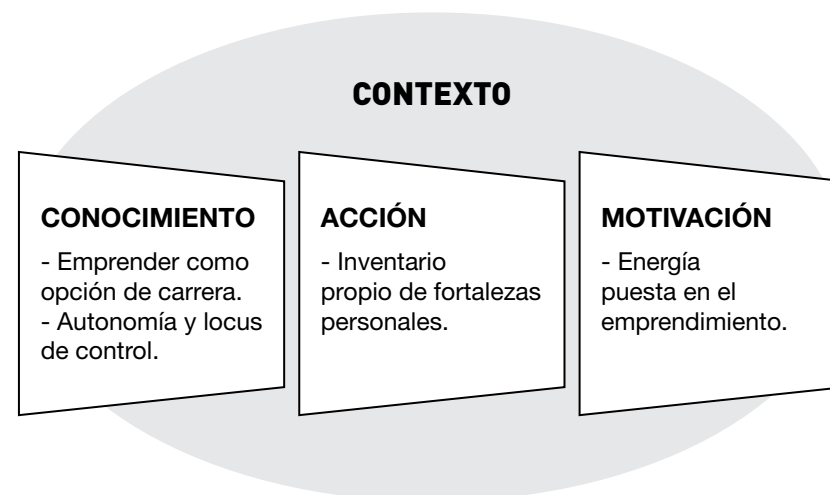 CONTEXTO
CONOCIMIENTO
- Emprender como
opción de carrera.
- Autonomía y locus
de control.
ACCIÓN
- Inventario
propio de fortalezas
personales.
MOTIVACIÓN
- Energía
puesta en el
emprendimiento.